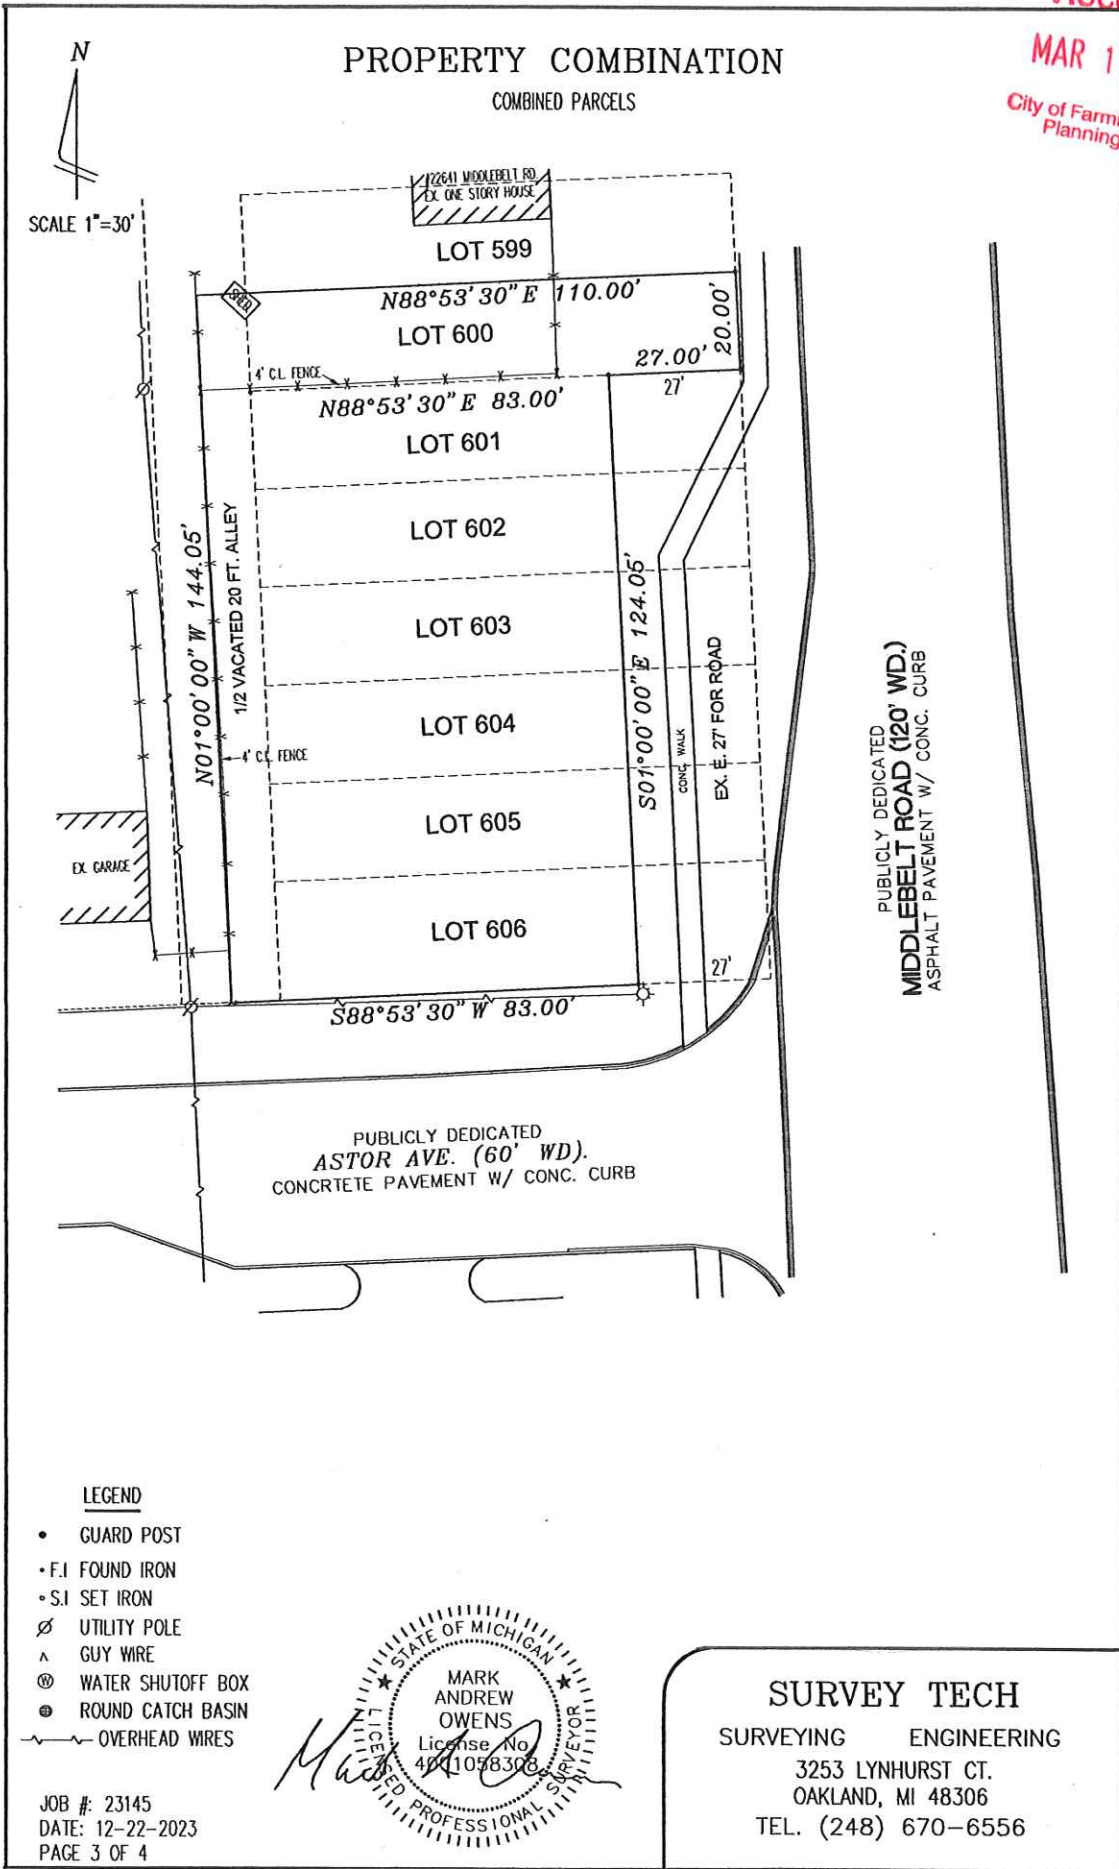 MAR 1
City of Farmi
Planning
N
PROPERTY COMBINATION
COMBINED PARCELS
SCALE 1"=30'
22641 MIDDLEBELT RD.
EX. ONE STORY HOUSE
LOT 599
SHED
N88°53'30"E 110.00'
20.00'
LOT 600
27.00'
27'
4' C.L. FENCE
N88°53'30"E 83.00'
LOT 601
LOT 602
N01°00'00"W 144.05'
1/2 VACATED 20 FT. ALLEY
LOT 603
S01°00'00"E 124.05'
LOT 604
4' C.L. FENCE
CONC. WALK
EX. E. 27' FOR ROAD
PUBLICLY DEDICATED
MIDDLEBELT ROAD (120' WD.)
ASPHALT PAVEMENT W/ CONC. CURB
LOT 605
EX. GARAGE
LOT 606
27'
S88°53'30"W 83.00'
PUBLICLY DEDICATED
ASTOR AVE. (60' WD).
CONCRTETE PAVEMENT W/ CONC. CURB
LEGEND
GUARD POST
F.I FOUND IRON
S.I SET IRON
UTILITY POLE
GUY WIRE
W WATER SHUTOFF BOX
ROUND CATCH BASIN
OVERHEAD WIRES
JOB #: 23145
DATE: 12-22-2023
PAGE 3 OF 4
STATE OF MICHIGAN
MARK
ANDREW
OWENS
License No.
4001058308
LICENSED PROFESSIONAL SURVEYOR
SURVEY TECH
SURVEYING ENGINEERING
3253 LYNHURST CT.
OAKLAND, MI 48306
TEL. (248) 670-6556